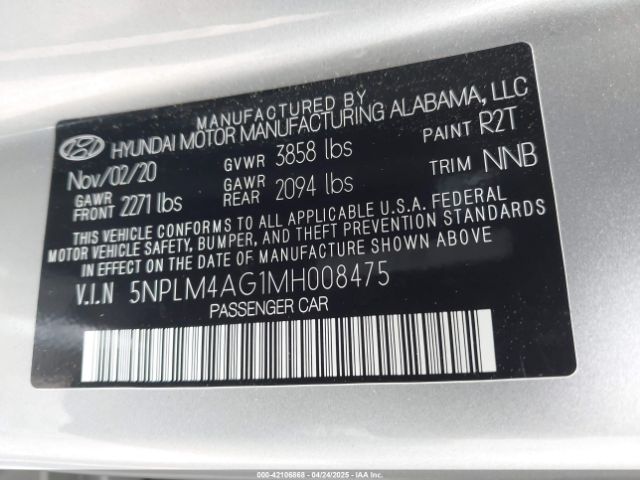 MANUFACTURED BY
HYUNDAI MOTOR MANUFACTURING ALABAMA, LLC
Nov/02/20 GVWR 3858 lbs PAINT R2T
GAWR FRONT 2271 lbs GAWR REAR 2094 lbs TRIM NNB
THIS VEHICLE CONFORMS TO ALL APPLICABLE U.S.A. FEDERAL
MOTOR VEHICLE SAFETY, BUMPER, AND THEFT PREVENTION STANDARDS
IN EFFECT ON THE DATE OF MANUFACTURE SHOWN ABOVE
V.I.N 5NPLM4AG1MH008475
PASSENGER CAR
000-42106868 - 04/24/2025 - IAAC